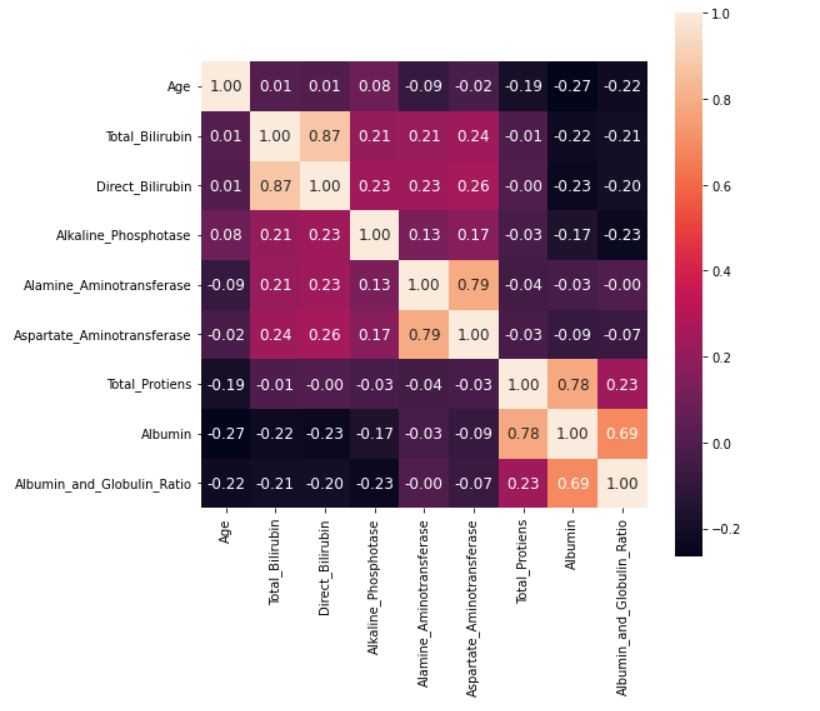 1.0
Age 1.00 0.01 0.01 0.08 -0.09 -0.02 -0.19 -0.27 -0.22
0.8
Total_Bilirubin 0.01 1.00 0.87 0.21 0.21 0.24 -0.01 -0.22 -0.21
Direct_Bilirubin 0.01 0.87 1.00 0.23 0.23 0.26 -0.00 -0.23 -0.20
0.6
Alkaline_Phosphotase 0.08 0.21 0.23 1.00 0.13 0.17 -0.03 -0.17 -0.23
0.4
Alamine_Aminotransferase -0.09 0.21 0.23 0.13 1.00 0.79 -0.04 -0.03 -0.00
Aspartate_Aminotransferase -0.02 0.24 0.26 0.17 0.79 1.00 -0.03 -0.09 -0.07
0.2
Total_Protiens -0.19 -0.01 -0.00 -0.03 -0.04 -0.03 1.00 0.78 0.23
Albumin -0.27 -0.22 -0.23 -0.17 -0.03 -0.09 0.78 1.00 0.69
0.0
Albumin_and_Globulin_Ratio -0.22 -0.21 -0.20 -0.23 -0.00 -0.07 0.23 0.69 1.00
−0.2
Age
Total_Bilirubin
Direct_Bilirubin
Alkaline_Phosphotase
Alamine_Aminotransferase
Aspartate_Aminotransferase
Total_Protiens
Albumin
Albumin_and_Globulin_Ratio